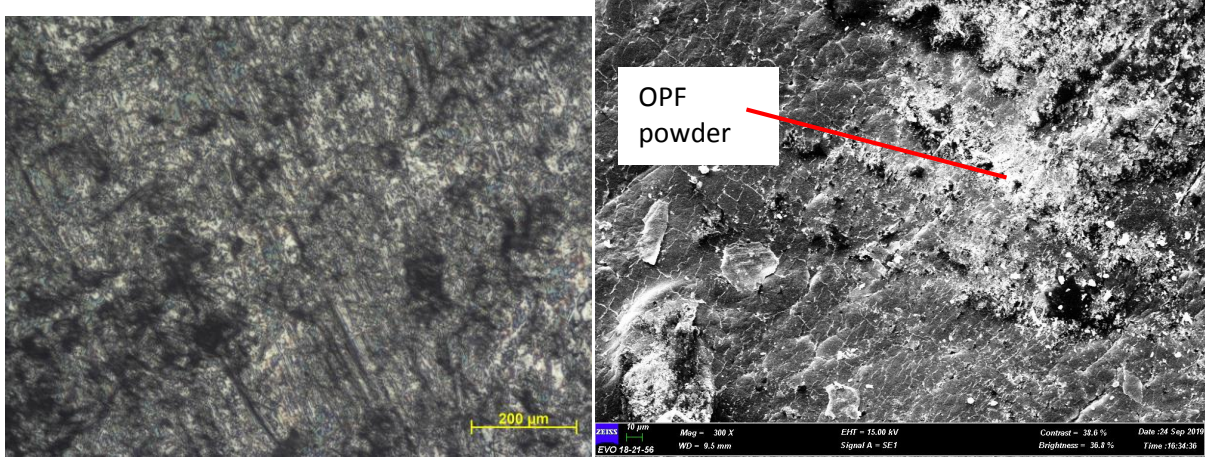 OPF
powder
200 µm
ZEISS
10 µm
Mag = 300 X
EHT = 15.00 kV
Contrast = 38.6 %
Date :24 Sep 2019
EVO 18-21-56
WD = 9.5 mm
Signal A = SE1
Brightness = 36.8 %
Time :16:34:36